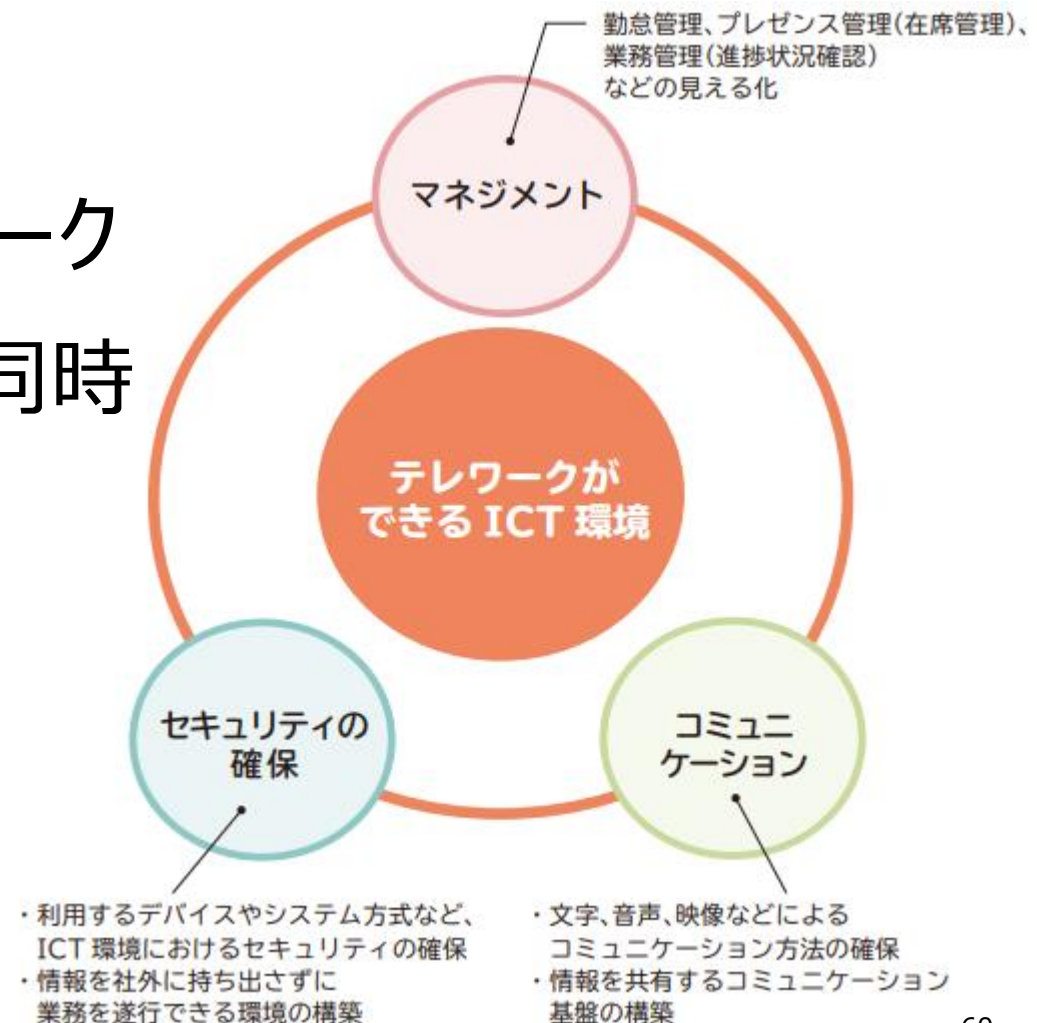 勤怠管理、プレゼンス管理(在席管理)、
業務管理(進捗状況確認)
などの見える化
マネジメント
ーク
同時
テレワークが
できる ICT 環境
セキュリティの
確保
コミュニ
ケーション
・利用するデバイスやシステム方式など、
ICT 環境におけるセキュリティの確保
・情報を社外に持ち出さずに
業務を遂行できる環境の構築
・文字、音声、映像などによる
コミュニケーション方法の確保
・情報を共有するコミュニケーション
基盤の構築